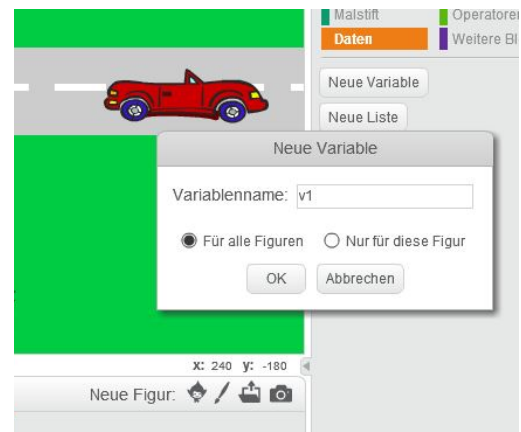 Malstift Operatoren
Daten Weitere Bl
Neue Variable
Neue Liste
Neue Variable
Variablenname: v1
Für alle Figuren Nur für diese Figur
OK Abbrechen
x: 240 y: -180
Neue Figur: